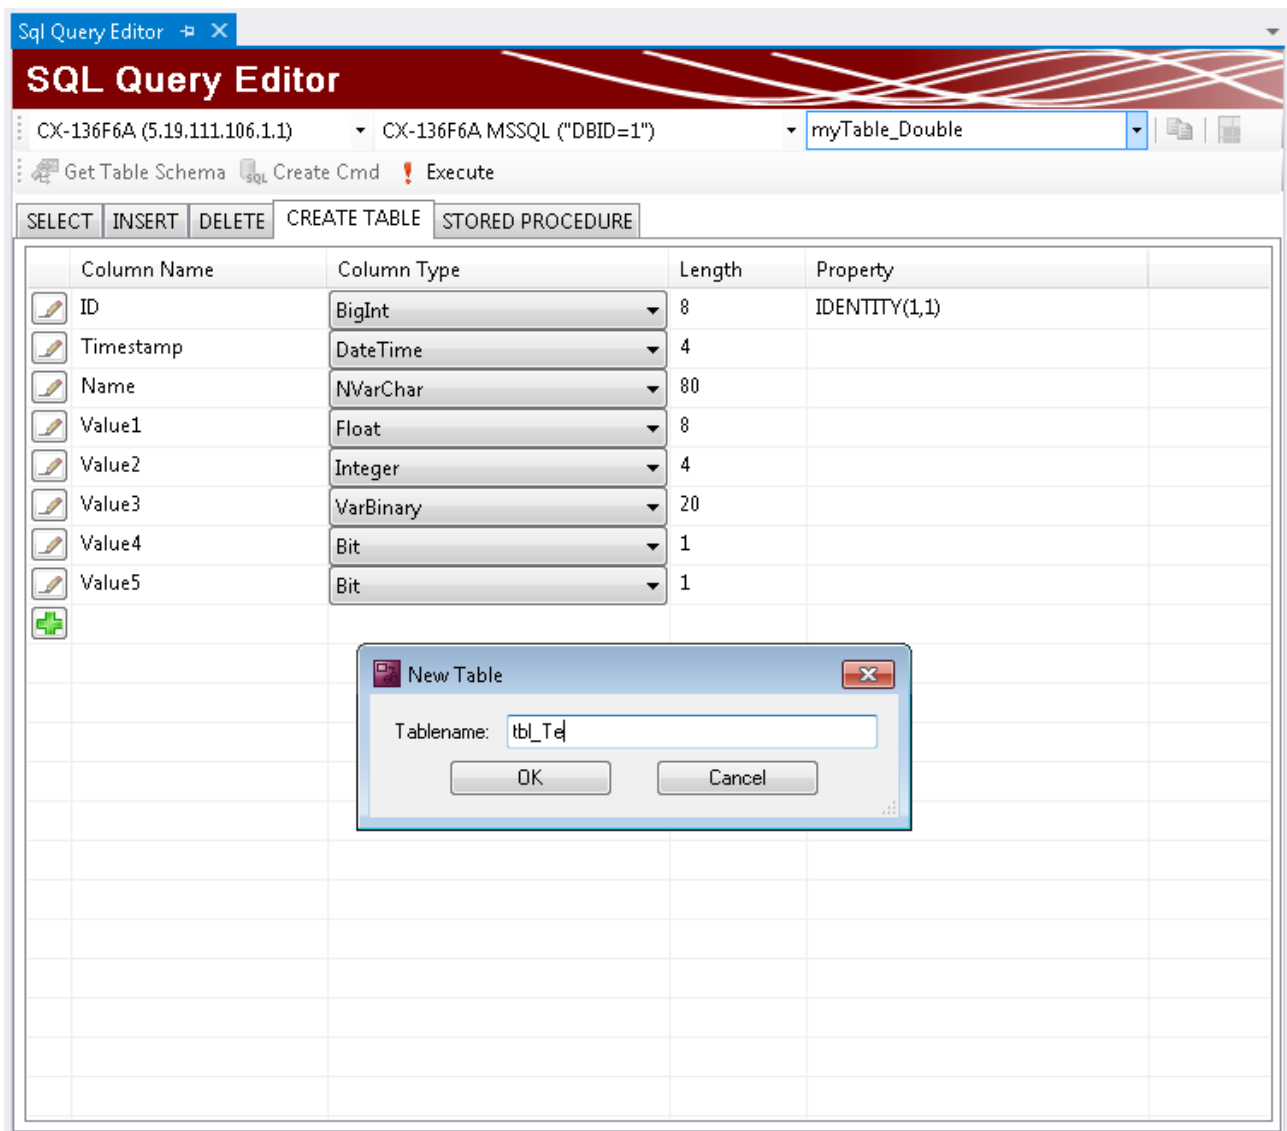 Sql Query Editor
SQL Query Editor
CX-136F6A (5.19.111.106.1.1) CX-136F6A MSSQL ("DBID=1") myTable_Double
Get Table Schema SQL Create Cmd Execute
SELECT INSERT DELETE CREATE TABLE STORED PROCEDURE
Column Name Column Type Length Property
ID BigInt 8 IDENTITY(1,1)
Timestamp DateTime 4
Name NVarChar 80
Value1 Float 8
Value2 Integer 4
Value3 VarBinary 20
Value4 Bit 1
Value5 Bit 1
New Table
Tablename: tbl_Te
OK Cancel